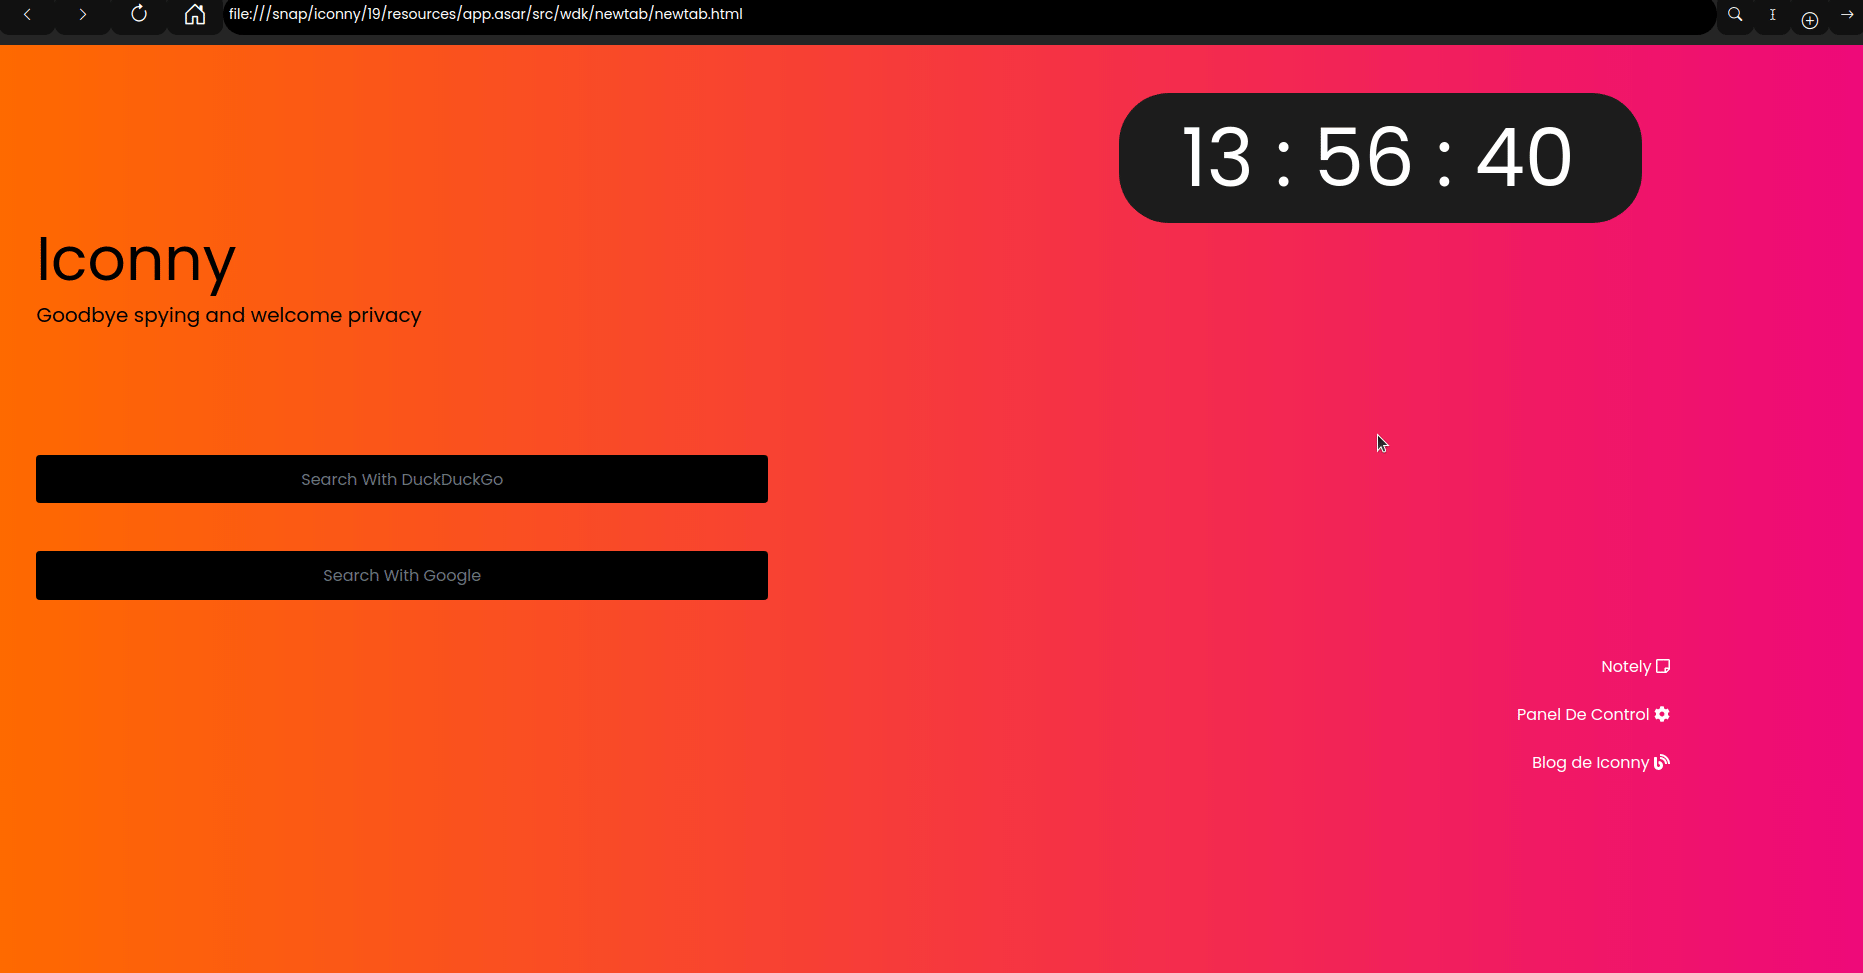 file:///snap/iconny/19/resources/app.asar/src/wdk/newtab/newtab.html
13 : 56 : 40
Iconny
Goodbye spying and welcome privacy
Search With DuckDuckGo
Search With Google
Notely
Panel De Control
Blog de Iconny